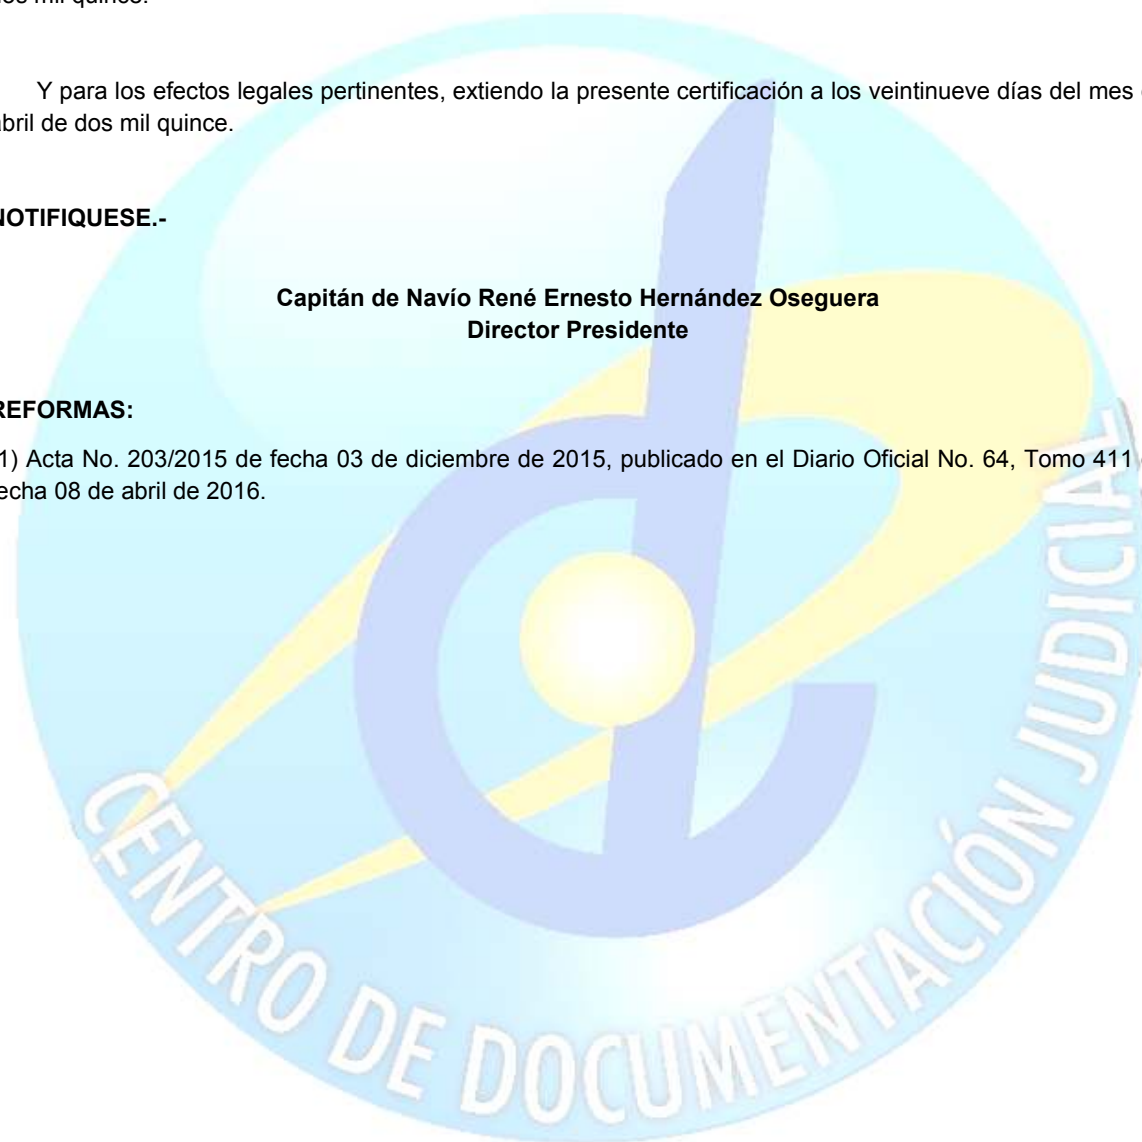 dos mil quince.
Y para los efectos legales pertinentes, extiendo la presente certificación a los veintinueve días del mes
abril de dos mil quince.
NOTIFIQUESE.-
Capitán de Navío René Ernesto Hernández Oseguera
Director Presidente
REFORMAS:
1) Acta No. 203/2015 de fecha 03 de diciembre de 2015, publicado en el Diario Oficial No. 64, Tomo 411
fecha 08 de abril de 2016.
CENTRO DE DOCUMENTACIÓN JUDICIAL